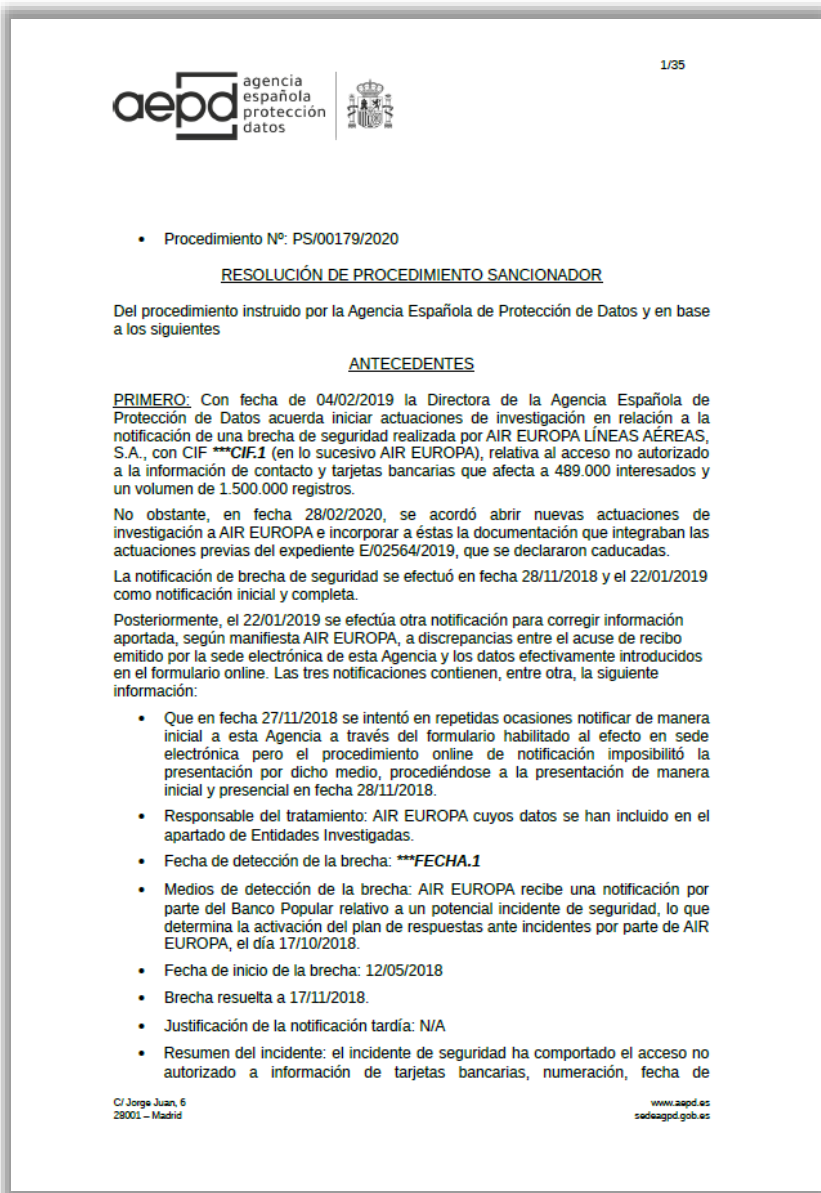 1/35
aepd
agencia
española
protección
datos
• Procedimiento Nº: PS/00179/2020
RESOLUCIÓN DE PROCEDIMIENTO SANCIONADOR
Del procedimiento instruido por la Agencia Española de Protección de Datos y en base
a los siguientes
ANTECEDENTES
PRIMERO: Con fecha de 04/02/2019 la Directora de la Agencia Española de
Protección de Datos acuerda iniciar actuaciones de investigación en relación a la
notificación de una brecha de seguridad realizada por AIR EUROPA LÍNEAS AÉREAS,
S.A., con CIF ***CIF.1 (en lo sucesivo AIR EUROPA), relativa al acceso no autorizado
a la información de contacto y tarjetas bancarias que afecta a 489.000 interesados y
un volumen de 1.500.000 registros.
No obstante, en fecha 28/02/2020, se acordó abrir nuevas actuaciones de
investigación a AIR EUROPA e incorporar a éstas la documentación que integraban las
actuaciones previas del expediente E/02564/2019, que se declararon caducadas.
La notificación de brecha de seguridad se efectuó en fecha 28/11/2018 y el 22/01/2019
como notificación inicial y completa.
Posteriormente, el 22/01/2019 se efectúa otra notificación para corregir información
aportada, según manifiesta AIR EUROPA, a discrepancias entre el acuse de recibo
emitido por la sede electrónica de esta Agencia y los datos efectivamente introducidos
en el formulario online. Las tres notificaciones contienen, entre otra, la siguiente
información:
• Que en fecha 27/11/2018 se intentó en repetidas ocasiones notificar de manera
inicial a esta Agencia a través del formulario habilitado al efecto en sede
electrónica pero el procedimiento online de notificación imposibilitó la
presentación por dicho medio, procediéndose a la presentación de manera
inicial y presencial en fecha 28/11/2018.
• Responsable del tratamiento: AIR EUROPA cuyos datos se han incluido en el
apartado de Entidades Investigadas.
• Fecha de detección de la brecha: ***FECHA.1
• Medios de detección de la brecha: AIR EUROPA recibe una notificación por
parte del Banco Popular relativo a un potencial incidente de seguridad, lo que
determina la activación del plan de respuestas ante incidentes por parte de AIR
EUROPA, el día 17/10/2018.
• Fecha de inicio de la brecha: 12/05/2018
• Brecha resuelta a 17/11/2018.
• Justificación de la notificación tardía: N/A
• Resumen del incidente: el incidente de seguridad ha comportado el acceso no
autorizado a información de tarjetas bancarias, numeración, fecha de
C/ Jorge Juan, 6
28001 – Madrid
www.aepd.es
sedeagpd.gob.es